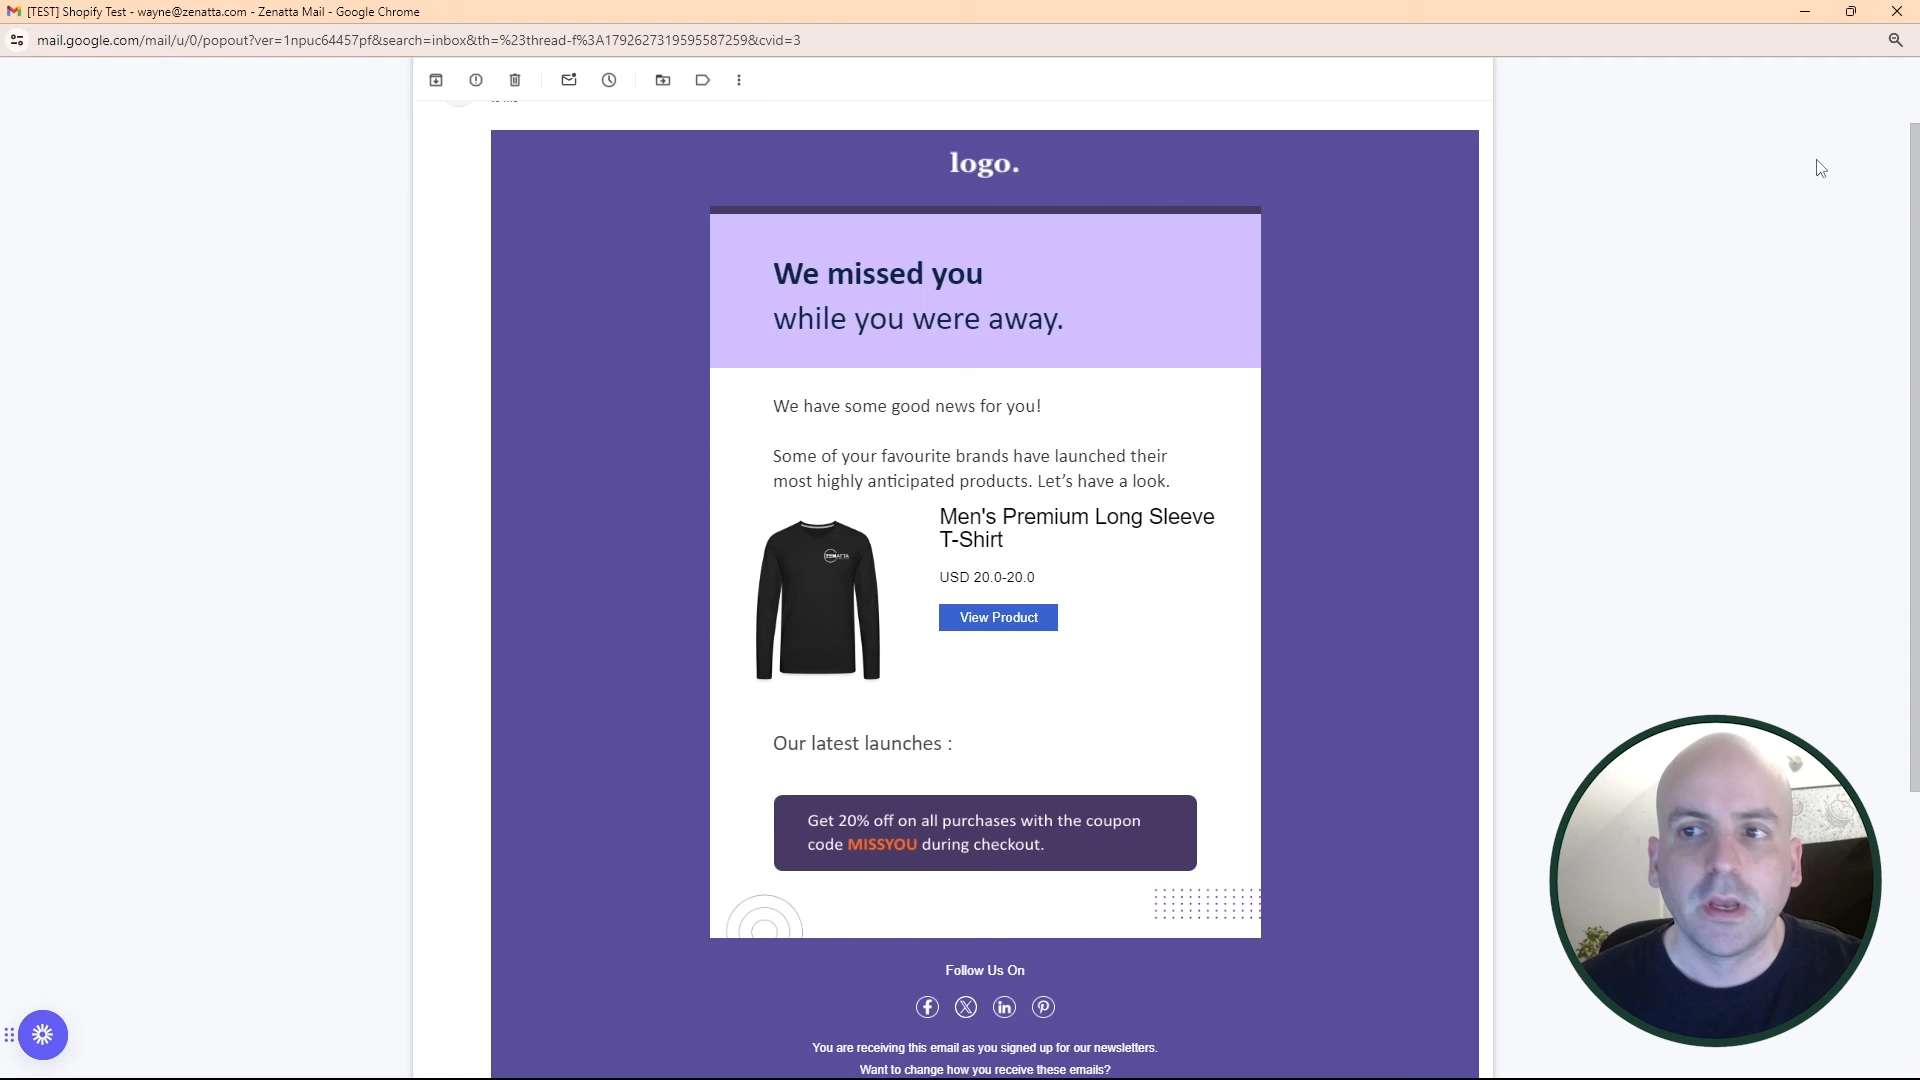 [TEST] Shopify Test - wayne@zenatta.com - Zenatta Mail - Google Chrome
mail.google.com/mail/u/0/popout?ver=1npuc64457pf&search=inbox&th=%23thread-f%3A1792627319595587259&cvid=3
logo.
We missed you
while you were away.
We have some good news for you!
Some of your favourite brands have launched their
most highly anticipated products. Let’s have a look.
Men's Premium Long Sleeve
T-Shirt
ZENATTA
USD 20.0-20.0
View Product
Our latest launches :
Get 20% off on all purchases with the coupon
code MISSYOU during checkout.
Follow Us On
You are receiving this email as you signed up for our newsletters.
Want to change how you receive these emails?